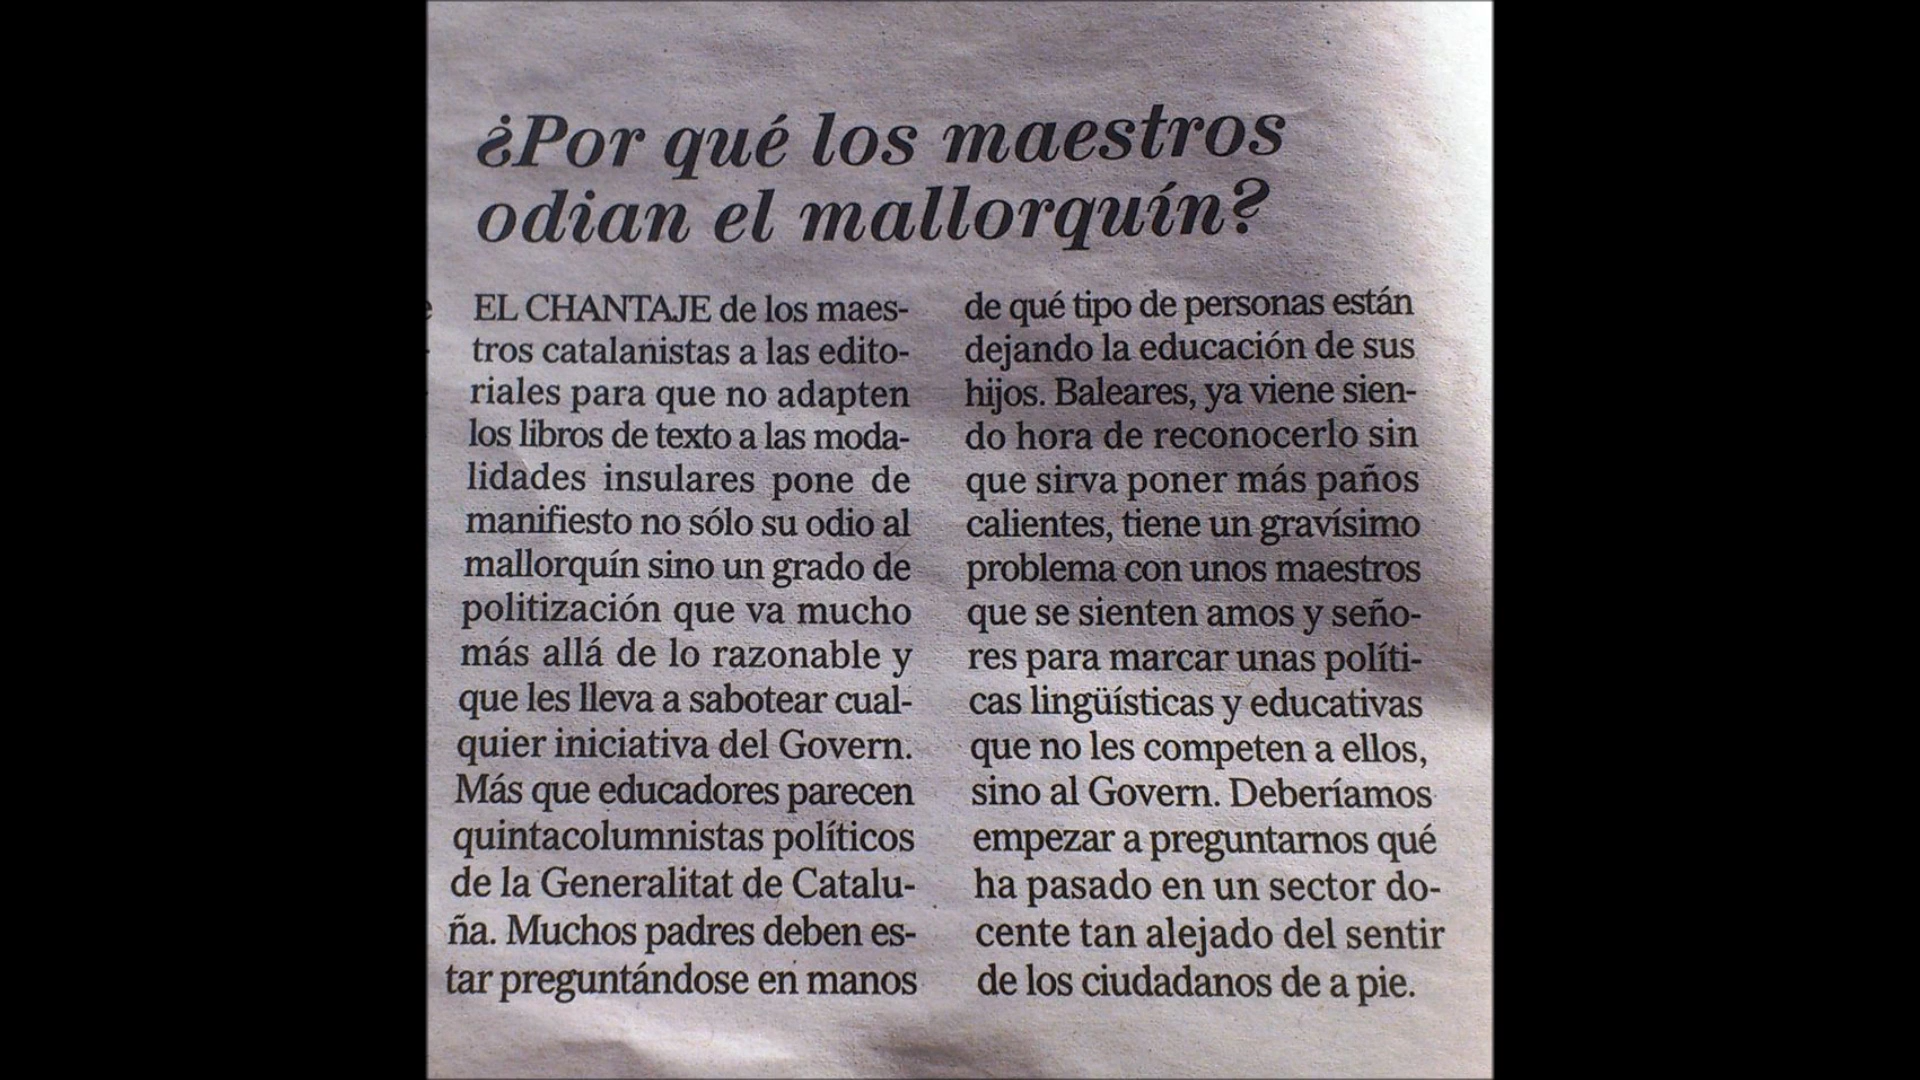 ¿Por qué los maestros
odian el mallorquín?
EL CHANTAJE de los maes-
tros catalanistas a las edito-
riales para que no adapten
los libros de texto a las moda-
lidades insulares pone de
manifiesto no sólo su odio al
mallorquín sino un grado de
politización que va mucho
más allá de lo razonable y
que les lleva a sabotear cual-
quier iniciativa del Govern.
Más que educadores parecen
quintacolumnistas políticos
de la Generalitat de Catalu-
ña. Muchos padres deben es-
tar preguntándose en manos
de qué tipo de personas están
dejando la educación de sus
hijos. Baleares, ya viene sien-
do hora de reconocerlo sin
que sirva poner más paños
calientes, tiene un gravísimo
problema con unos maestros
que se sienten amos y seño-
res para marcar unas políti-
cas lingüísticas y educativas
que no les competen a ellos,
sino al Govern. Deberíamos
empezar a preguntarnos qué
ha pasado en un sector do-
cente tan alejado del sentir
de los ciudadanos de a pie.